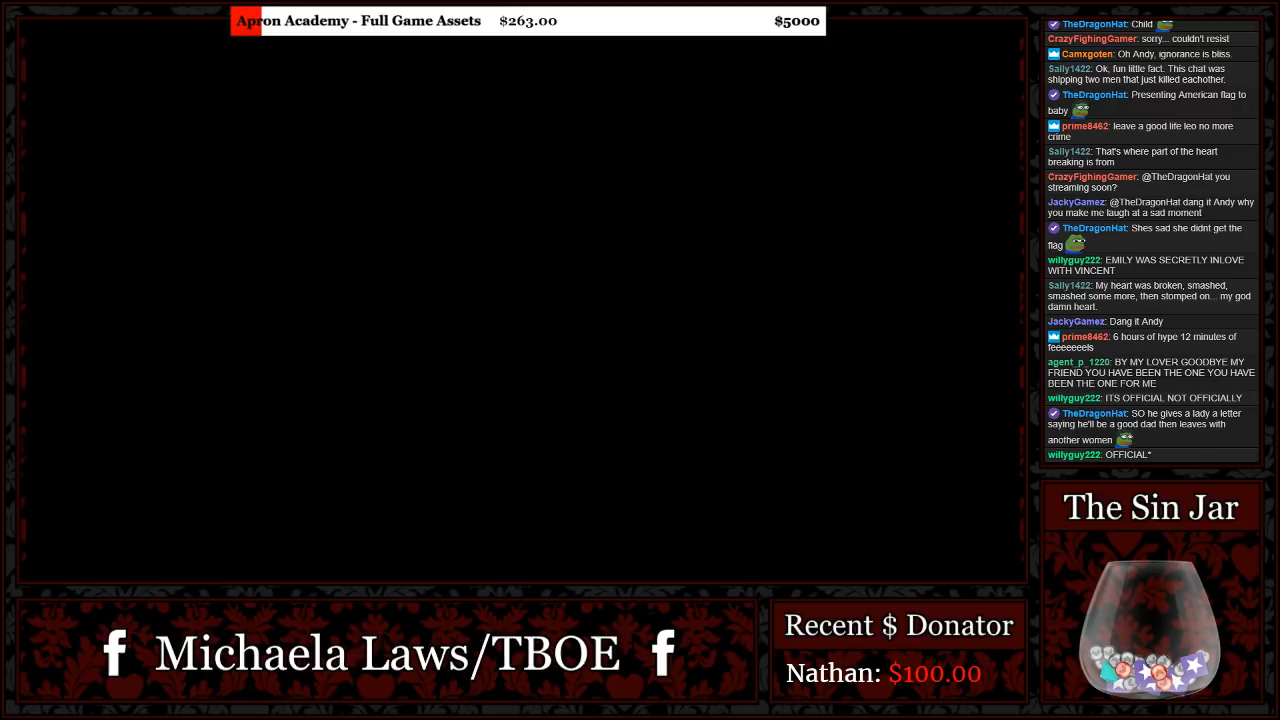 Apron Academy - Full Game Assets $263.00 $5000
TheDragonHat: Child
CrazyFighingGamer: sorry... couldn't resist
Camxgoten: Oh Andy, ignorance is bliss.
Sally1422: Ok, fun little fact. This chat was
shipping two men that just killed eachother.
TheDragonHat: Presenting American flag to
baby
prime8462: leave a good life leo no more
crime
Sally1422: That's where part of the heart
breaking is from
CrazyFighingGamer: @TheDragonHat you
streaming soon?
JackyGamez: @TheDragonHat dang it Andy why
you make me laugh at a sad moment
TheDragonHat: Shes sad she didnt get the
flag
willyguy222: EMILY WAS SECRETLY INLOVE
WITH VINCENT
Sally1422: My heart was broken, smashed,
smashed some more, then stomped on... my god
damn heart.
JackyGamez: Dang it Andy
prime8462: 6 hours of hype 12 minutes of
feeeeeeels
agent_p_1220: BY MY LOVER GOODBYE MY
FRIEND YOU HAVE BEEN THE ONE YOU HAVE
BEEN THE ONE FOR ME
willyguy222: ITS OFFICIAL NOT OFFICIALLY
TheDragonHat: SO he gives a lady a letter
saying he'll be a good dad then leaves with
another women
willyguy222: OFFICIAL*
The Sin Jar
f Michaela Laws/TBOE f
Recent $ Donator
Nathan: $100.00